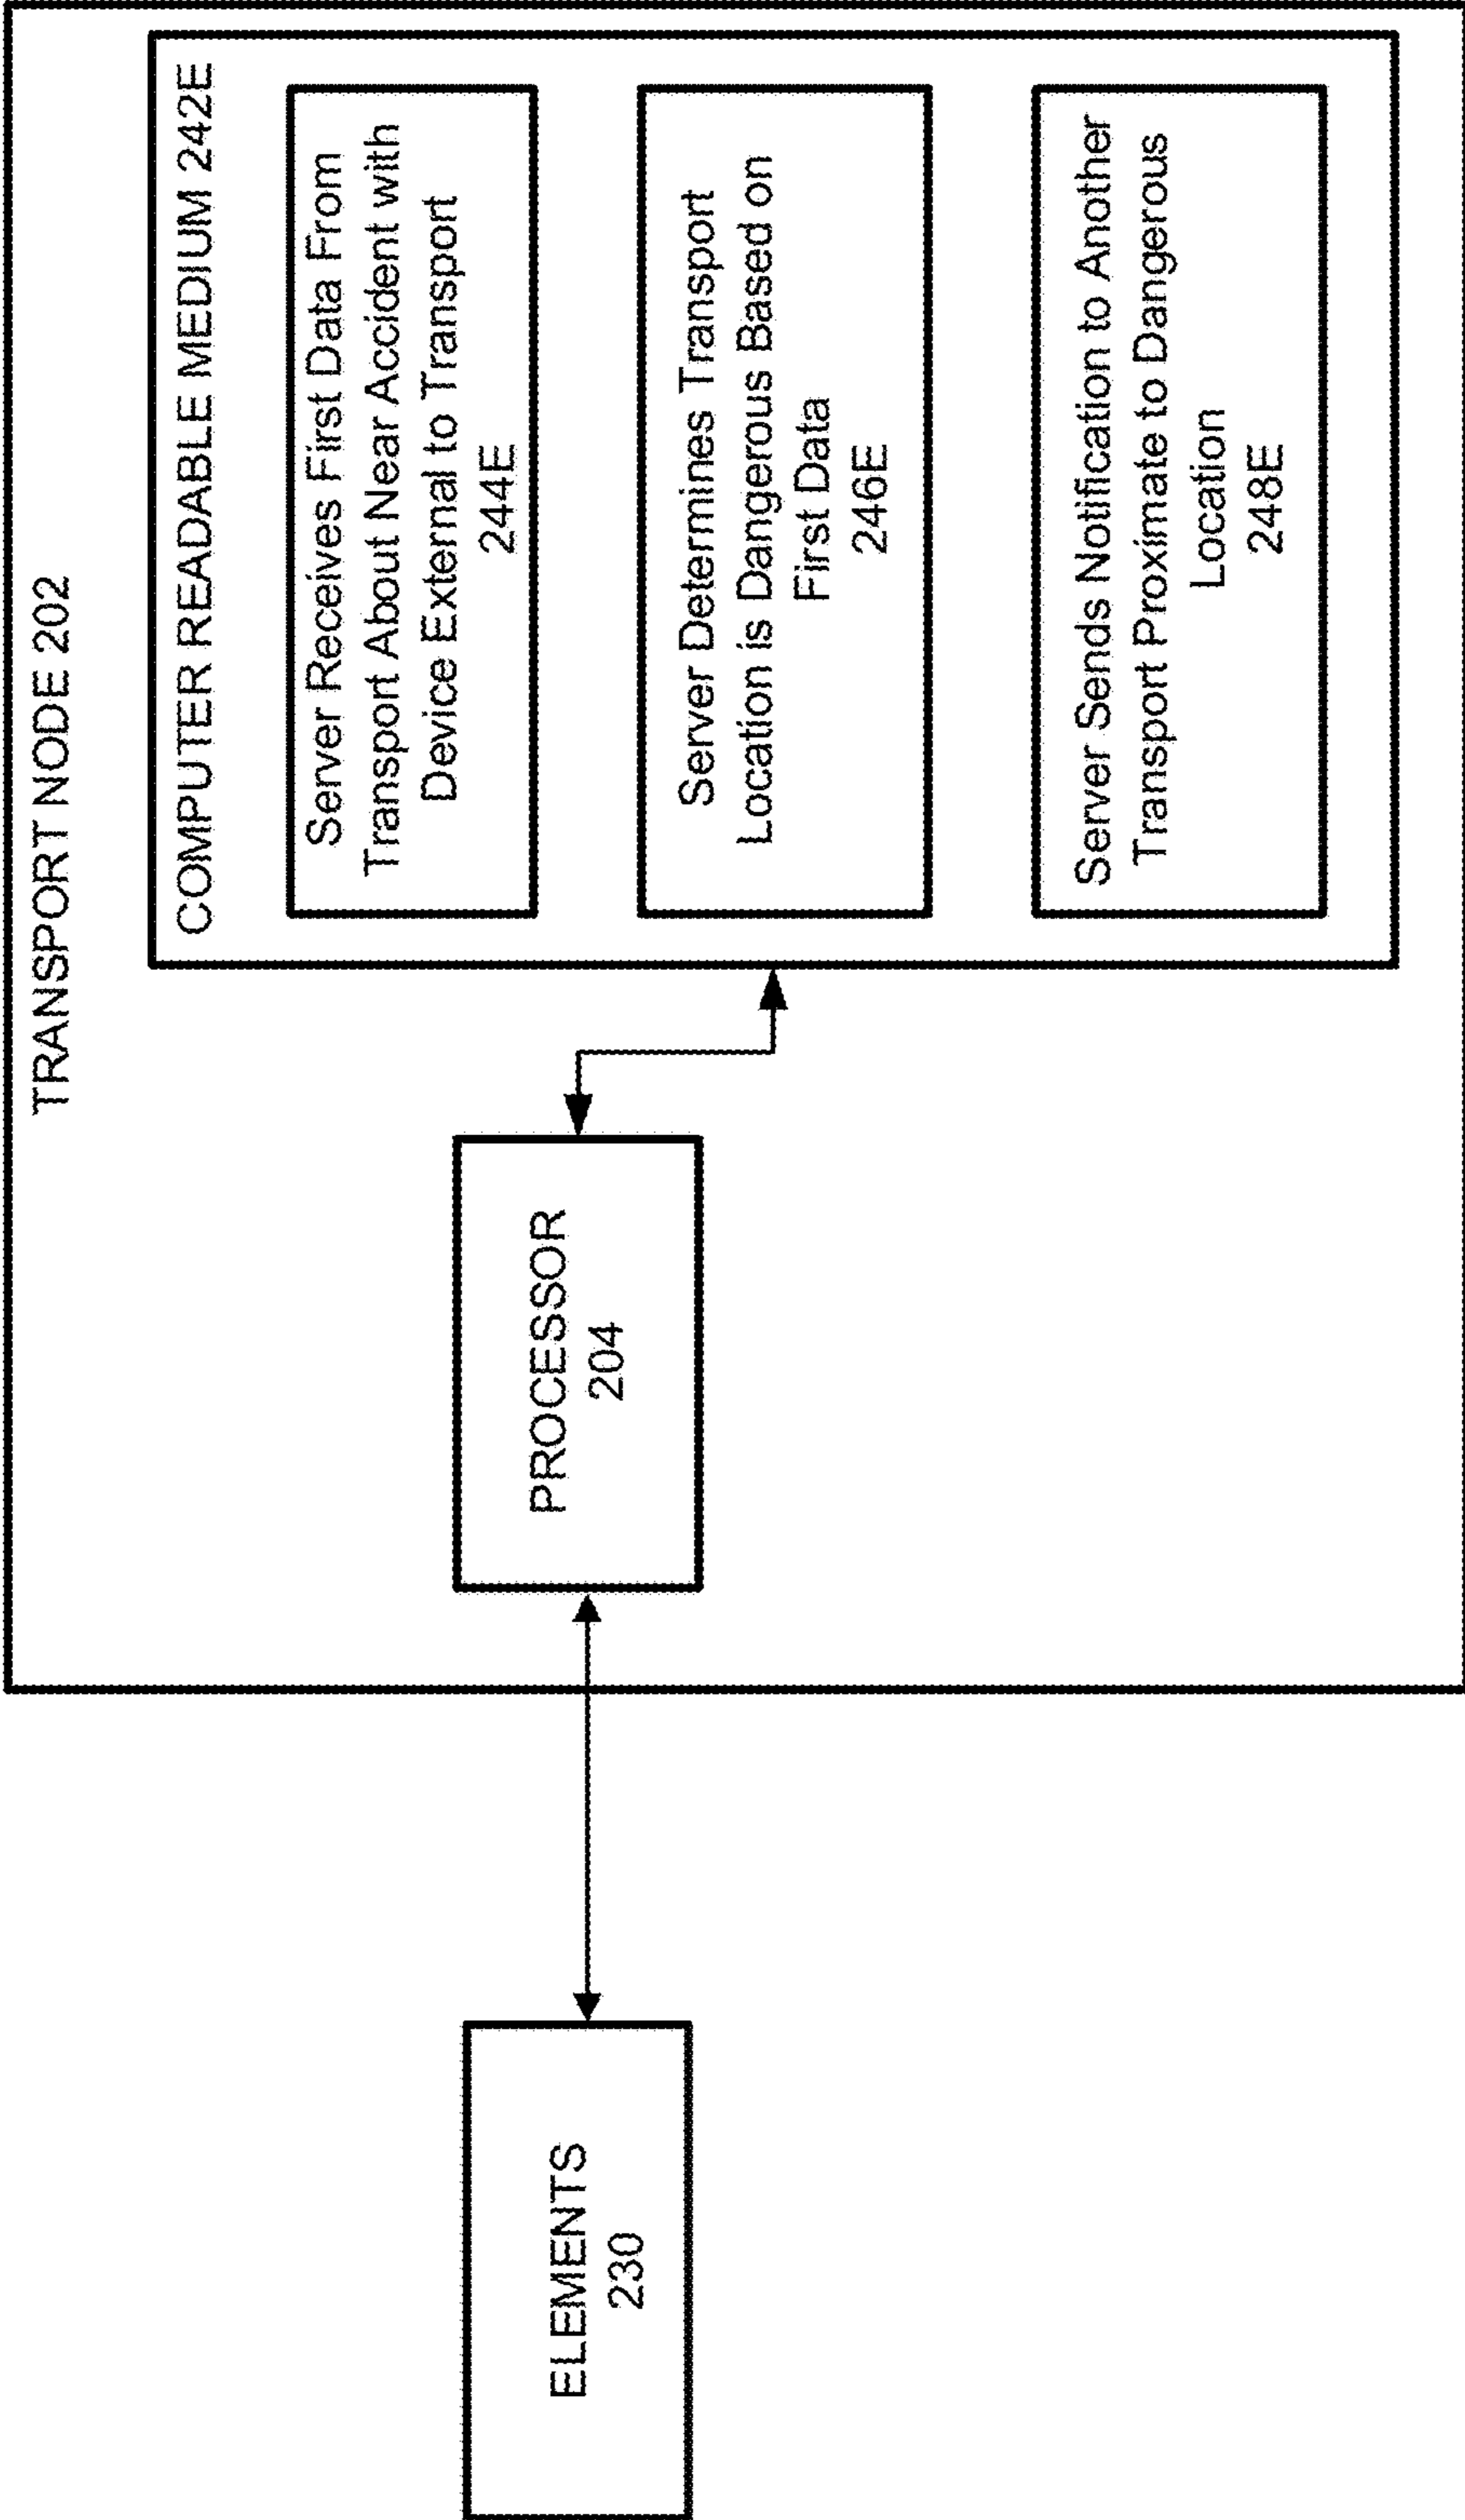 TRANSPORT NODE 202
COMPUTER READABLE MEDIUM 242E
Server Receives First Data From
Transport About Near Accident with
Device External to Transport
244E
Server Determines Transport
Location is Dangerous Based on
First Data
246E
Server Sends Notification to Another
Transport Proximate to Dangerous
Location
248E
PROCESSOR
204
ELEMENTS
230